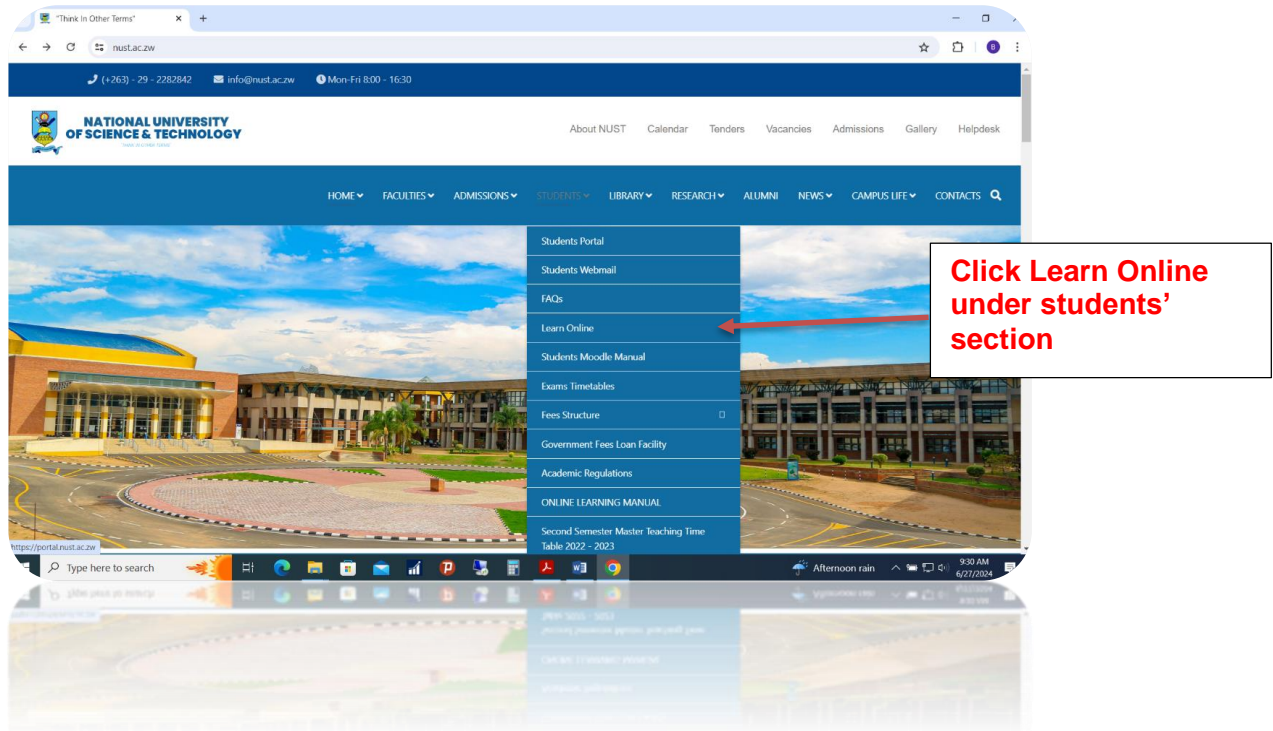 "Think In Other Terms"
nust.ac.zw
B
(+263) - 29 - 2282842 info@nust.ac.zw Mon-Fri 8:00 - 16:30
NATIONAL UNIVERSITY
OF SCIENCE & TECHNOLOGY
About NUST Calendar Tenders Vacancies Admissions Gallery Helpdesk
HOME FACULTIES ADMISSIONS STUDENTS LIBRARY RESEARCH ALUMNI NEWS CAMPUS LIFE CONTACTS
Students Portal
Students Webmail
FAQs
Learn Online
Students Moodle Manual
Exams Timetables
Fees Structure
Government Fees Loan Facility
Academic Regulations
ONLINE LEARNING MANUAL
Second Semester Master Teaching Time
Table 2022 - 2023
Click Learn Online
under students’
section
https://portal.nust.ac.zw
Type here to search
Afternoon rain
9:30 AM
6/27/2024